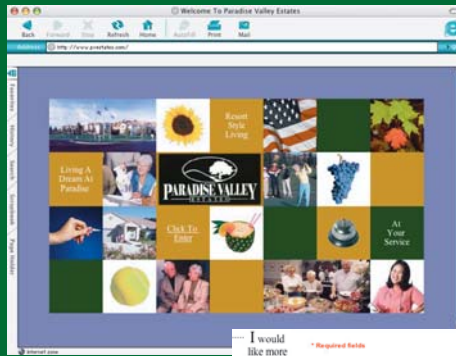 Welcome To Paradise Valley Estates
Back Forward Stop Refresh Home AutoFill Print Mail
Address http://www.pvestates.com/
Favorites
History
Search
Scrapbook
Page Holder
Resort
Style
Living
Living A
Dream At
Paradise
PARADISE VALLEY
ESTATES
Click To
Enter
At
Your
Service
Internet zone
I would
like more
* Required fields